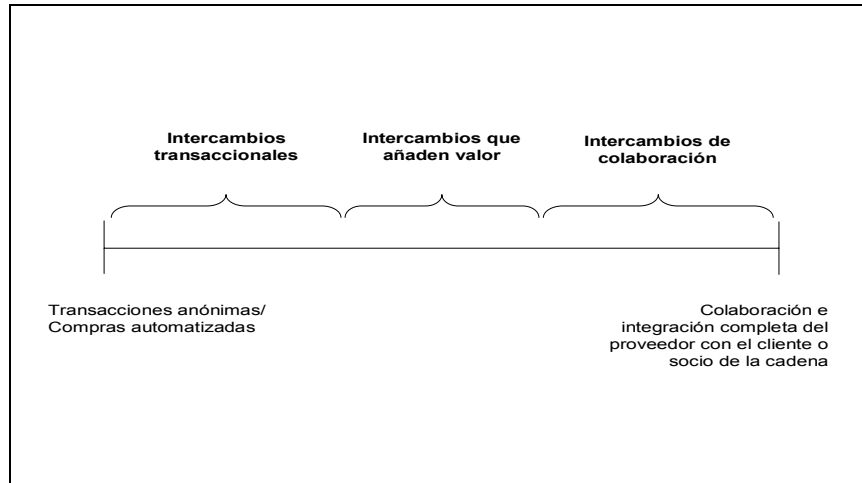 Intercambios
transaccionales
Intercambios que
añaden valor
Intercambios de
colaboración
Transacciones anónimas/
Compras automatizadas
Colaboración e
integración completa del
proveedor con el cliente o
socio de la cadena